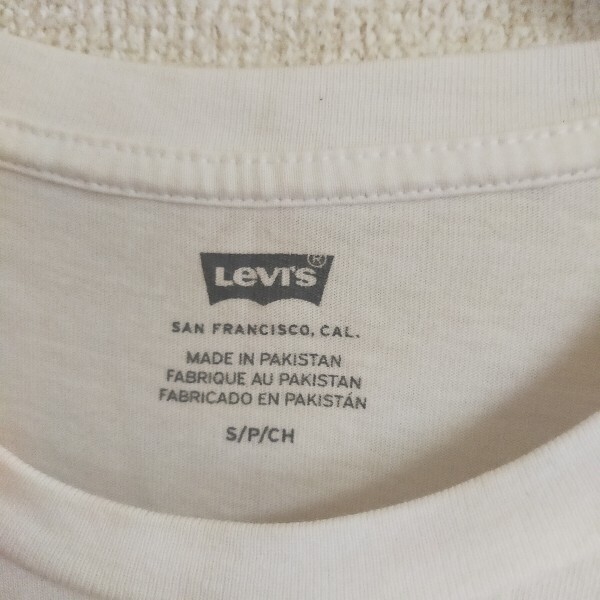 Levi's®
SAN FRANCISCO, CAL.
MADE IN PAKISTAN
FABRIQUE AU PAKISTAN
FABRICADO EN PAKISTÁN
S/P/CH